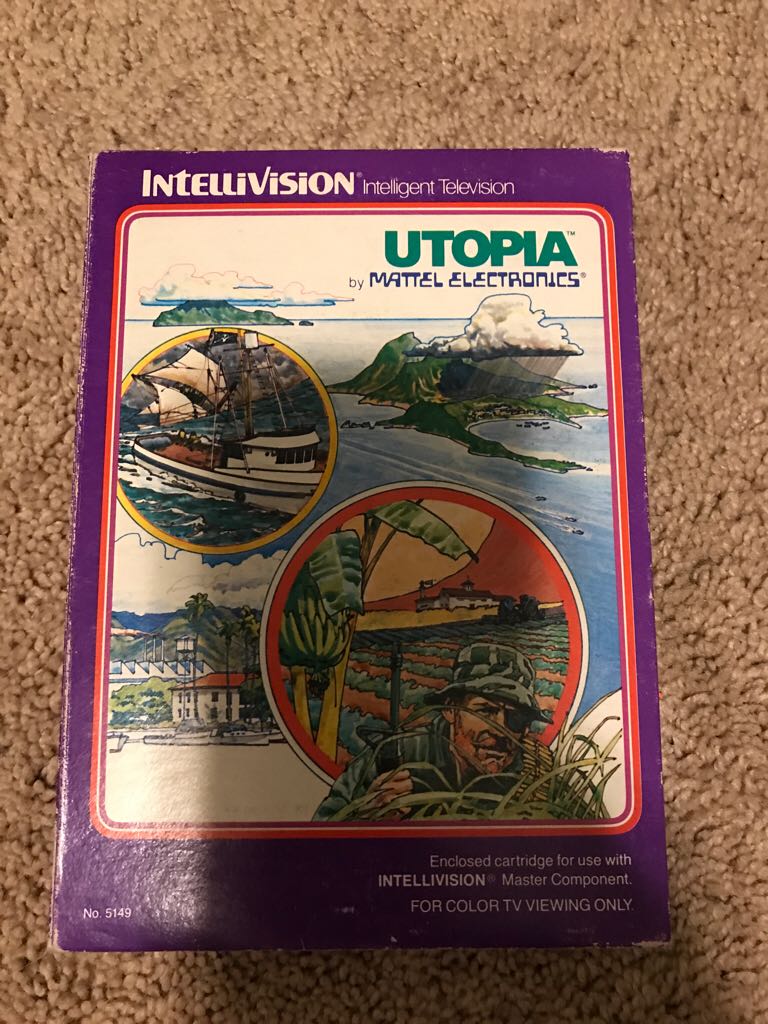 INTELLIVISION® Intelligent Television
UTOPIA™
by MATTEL ELECTRONICS®
Enclosed cartridge for use with
INTELLIVISION® Master Component.
No. 5149
FOR COLOR TV VIEWING ONLY.